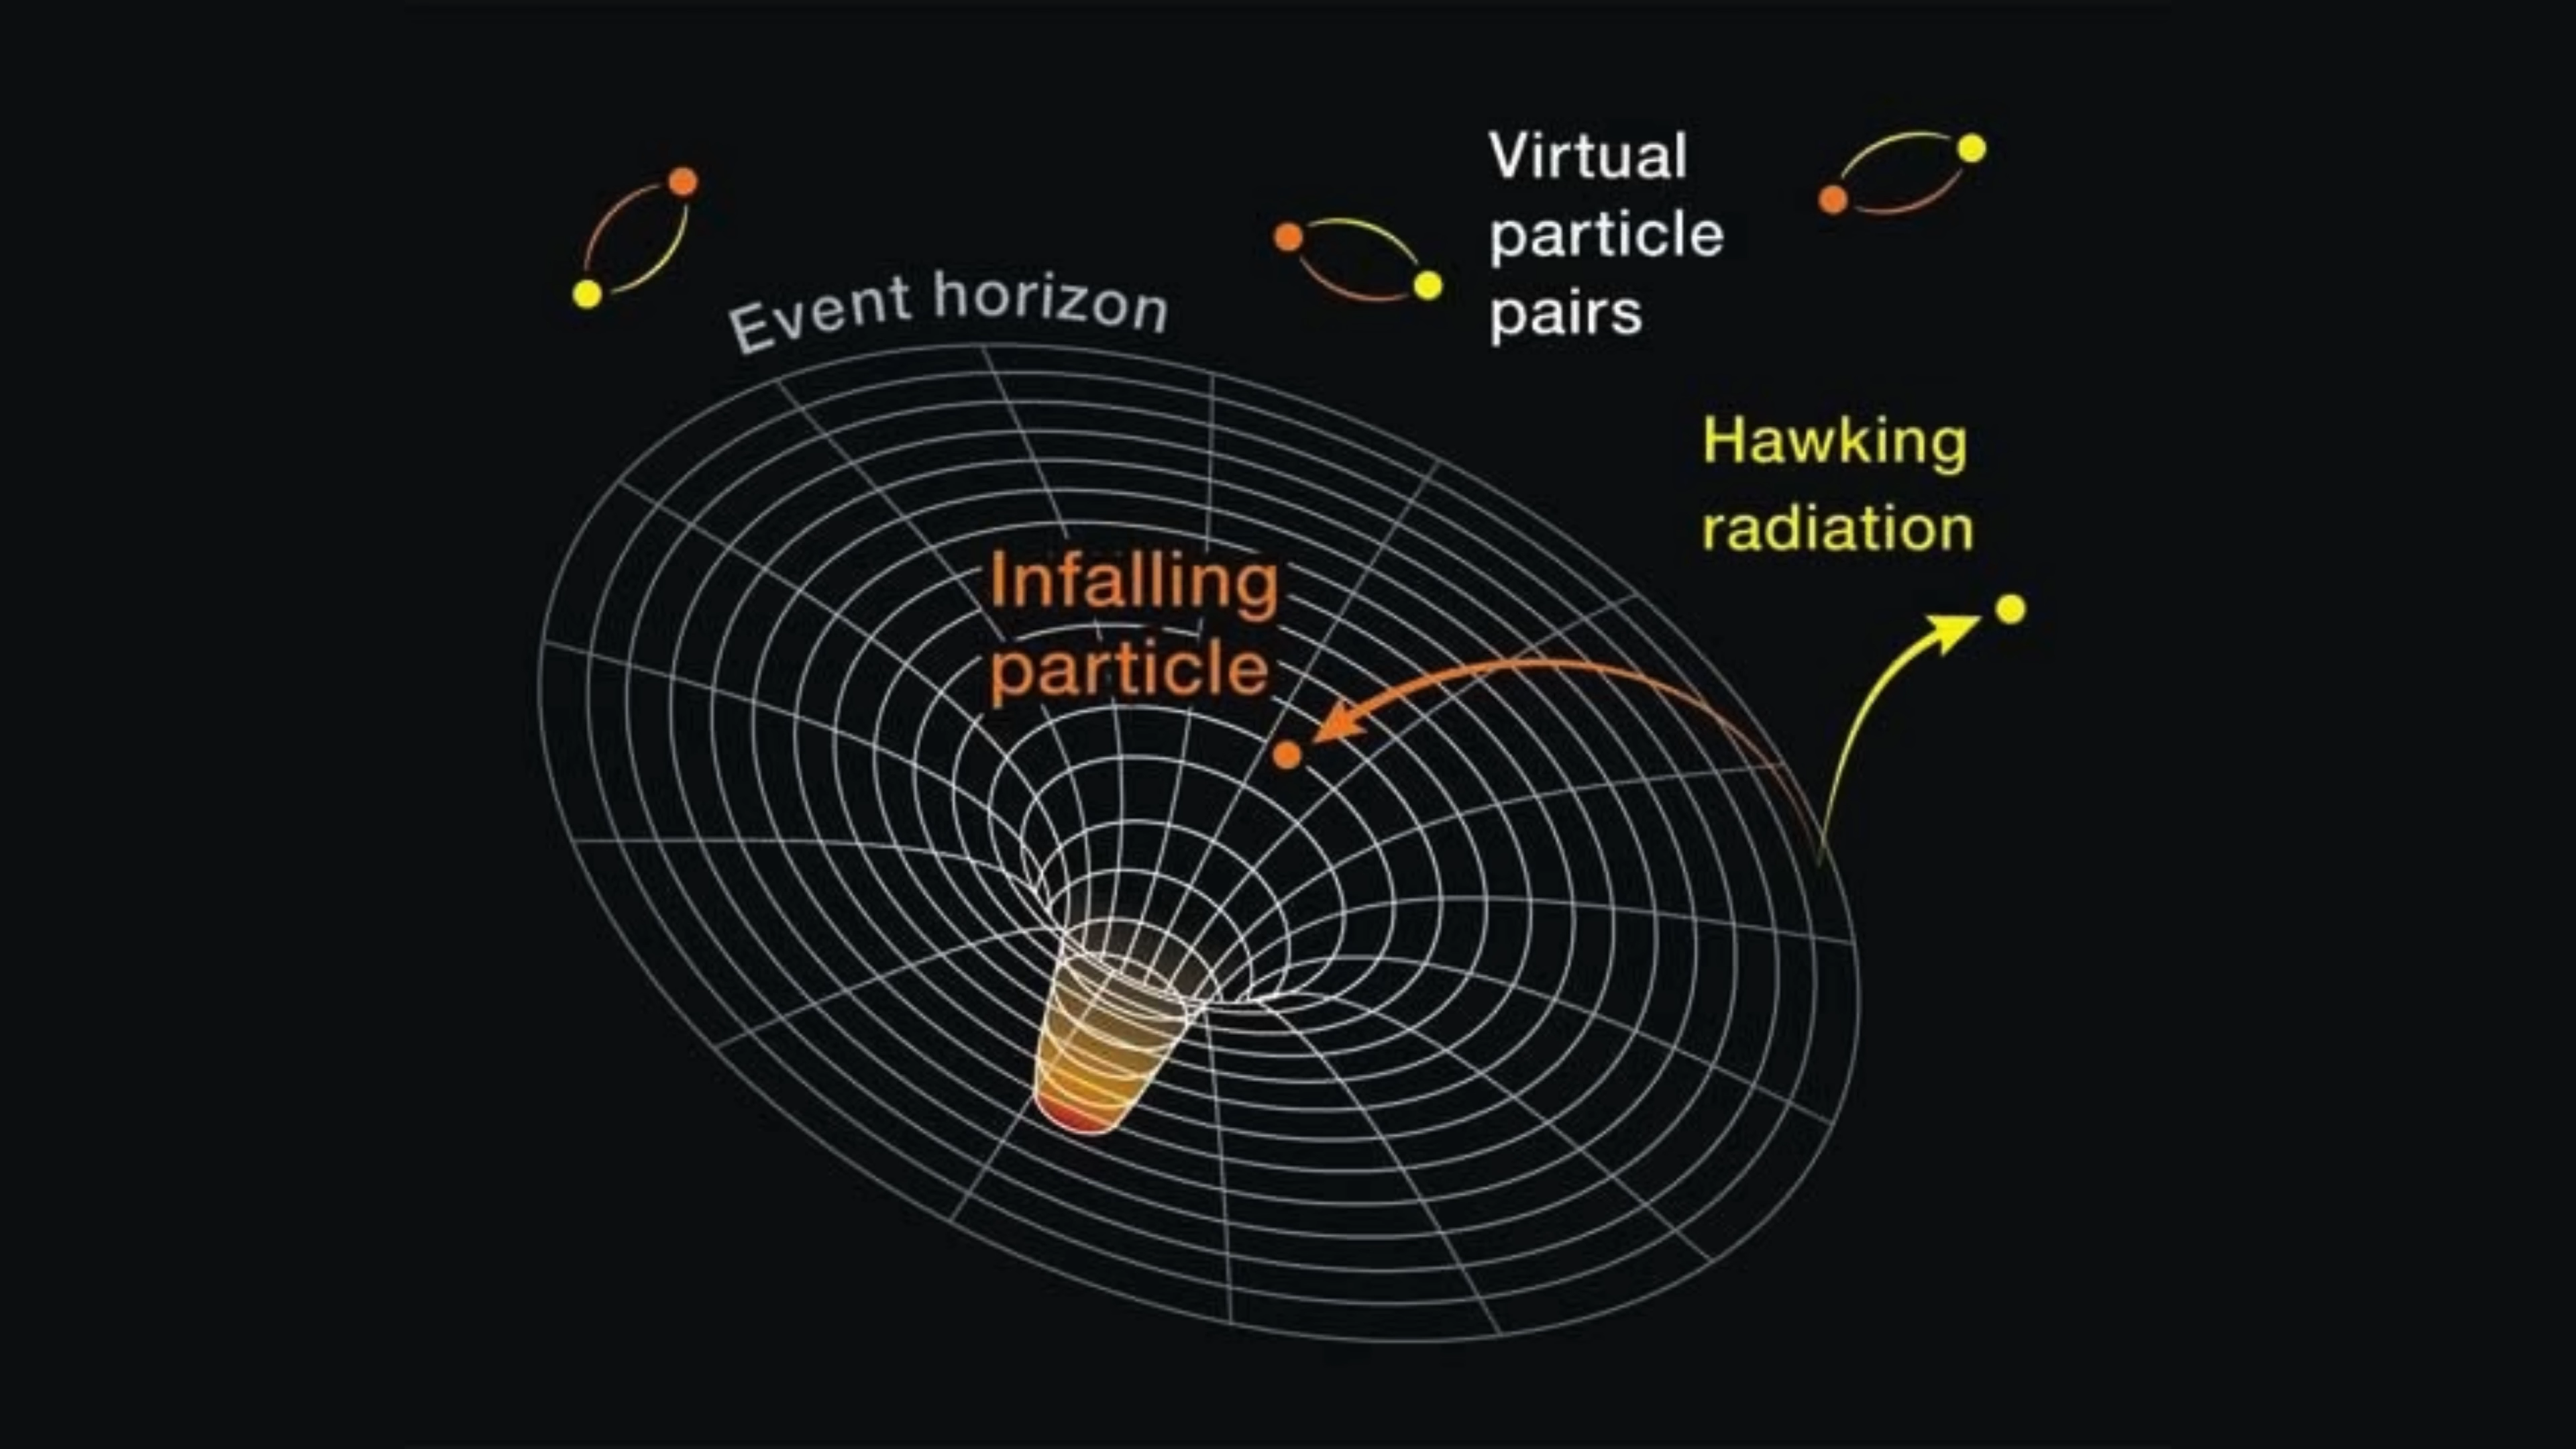 Event horizon
Virtual
particle
pairs
Hawking
radiation
Infalling
particle